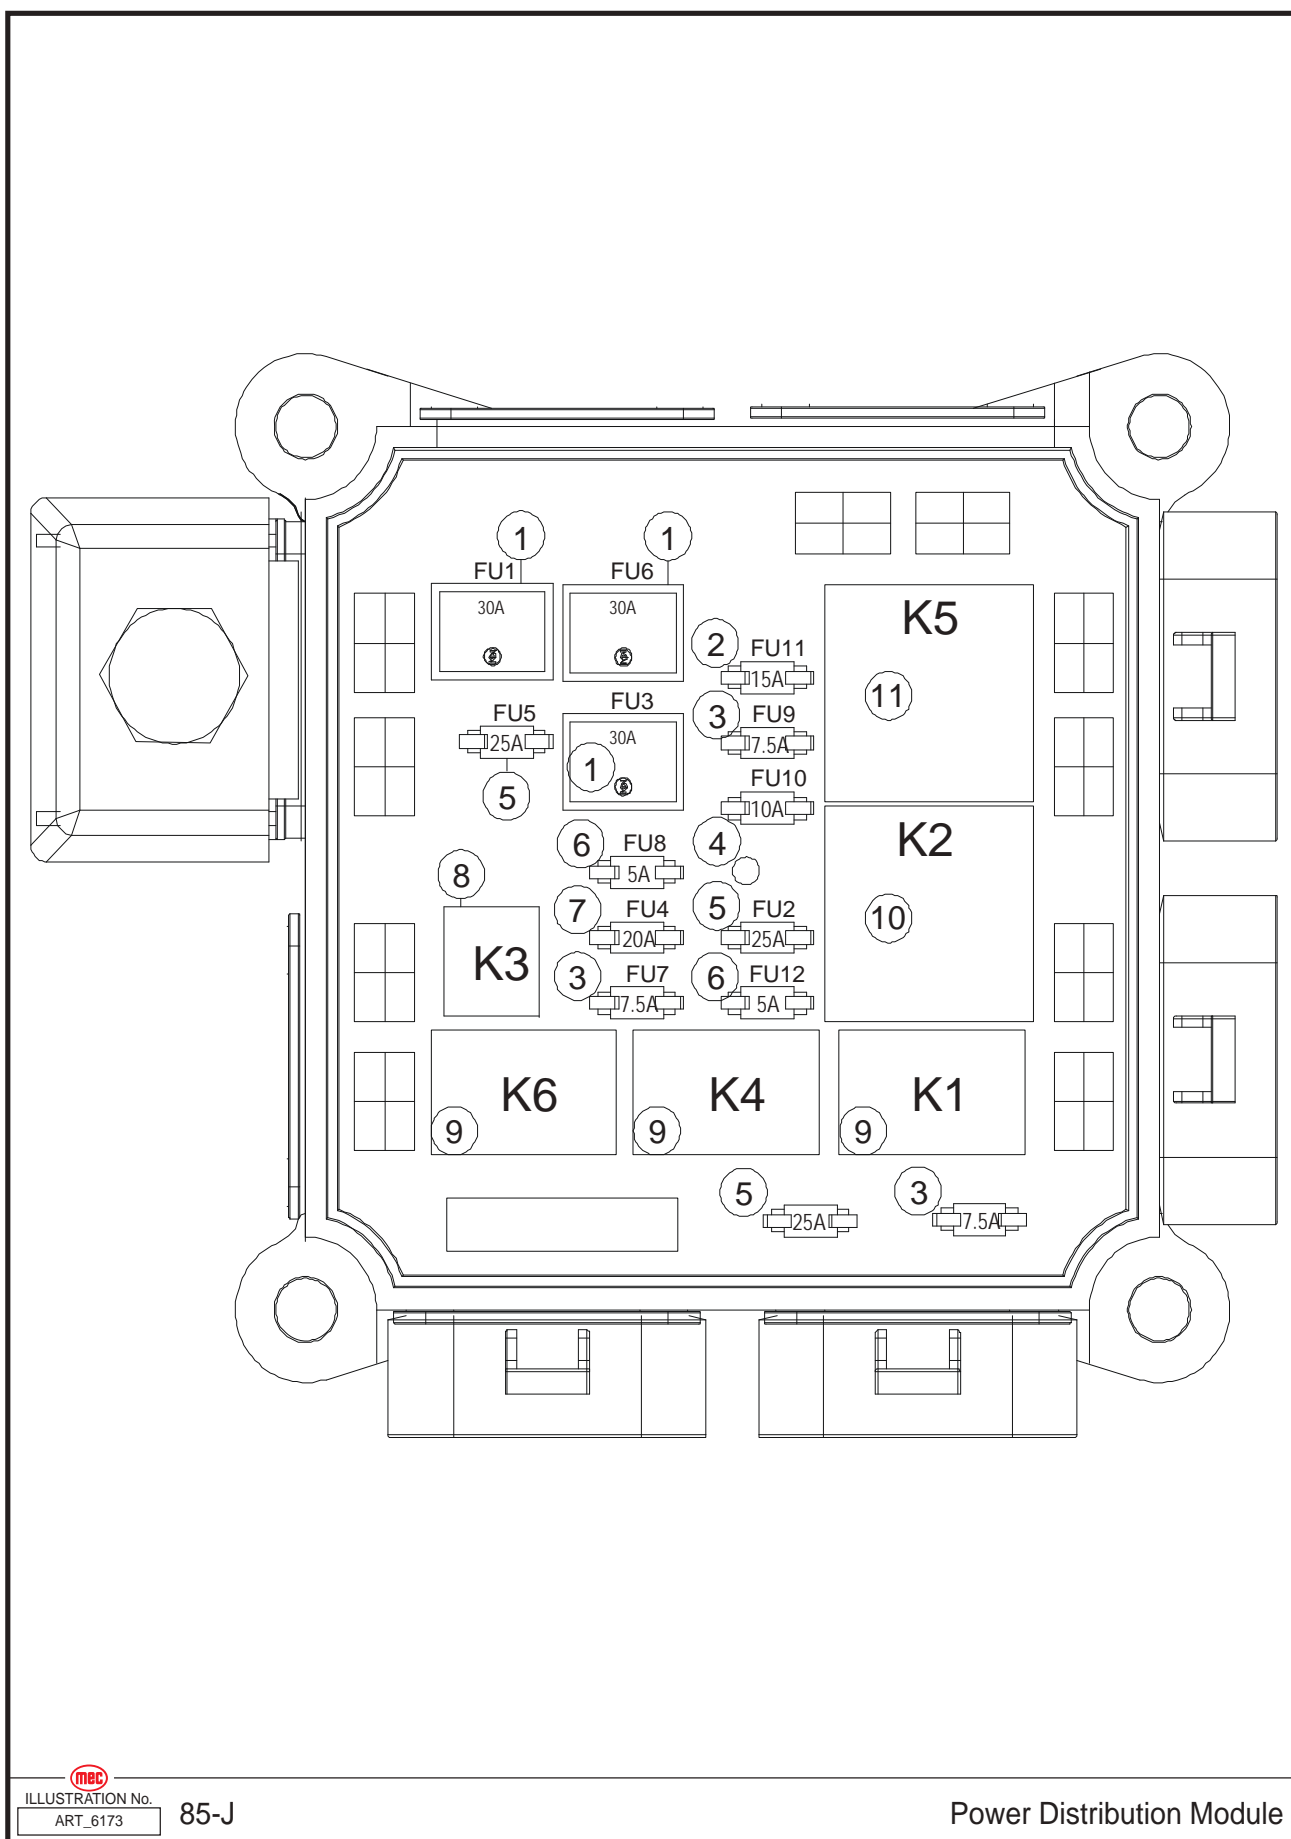 1 1
FU1 FU6
30A 30A
K5
2 FU11
15A
11
3 FU9
7.5A
FU5 FU3
25A 30A
1
5
FU10
10A
K2
6 FU8 4
5A
8
7 FU4 5 FU2 10
20A 25A
K3
3 FU7 6 FU12
7.5A 5A
K6 K4 K1
9 9 9
5 3
25A 7.5A
mec
ILLUSTRATION No.
ART_6173 85-J Power Distribution Module